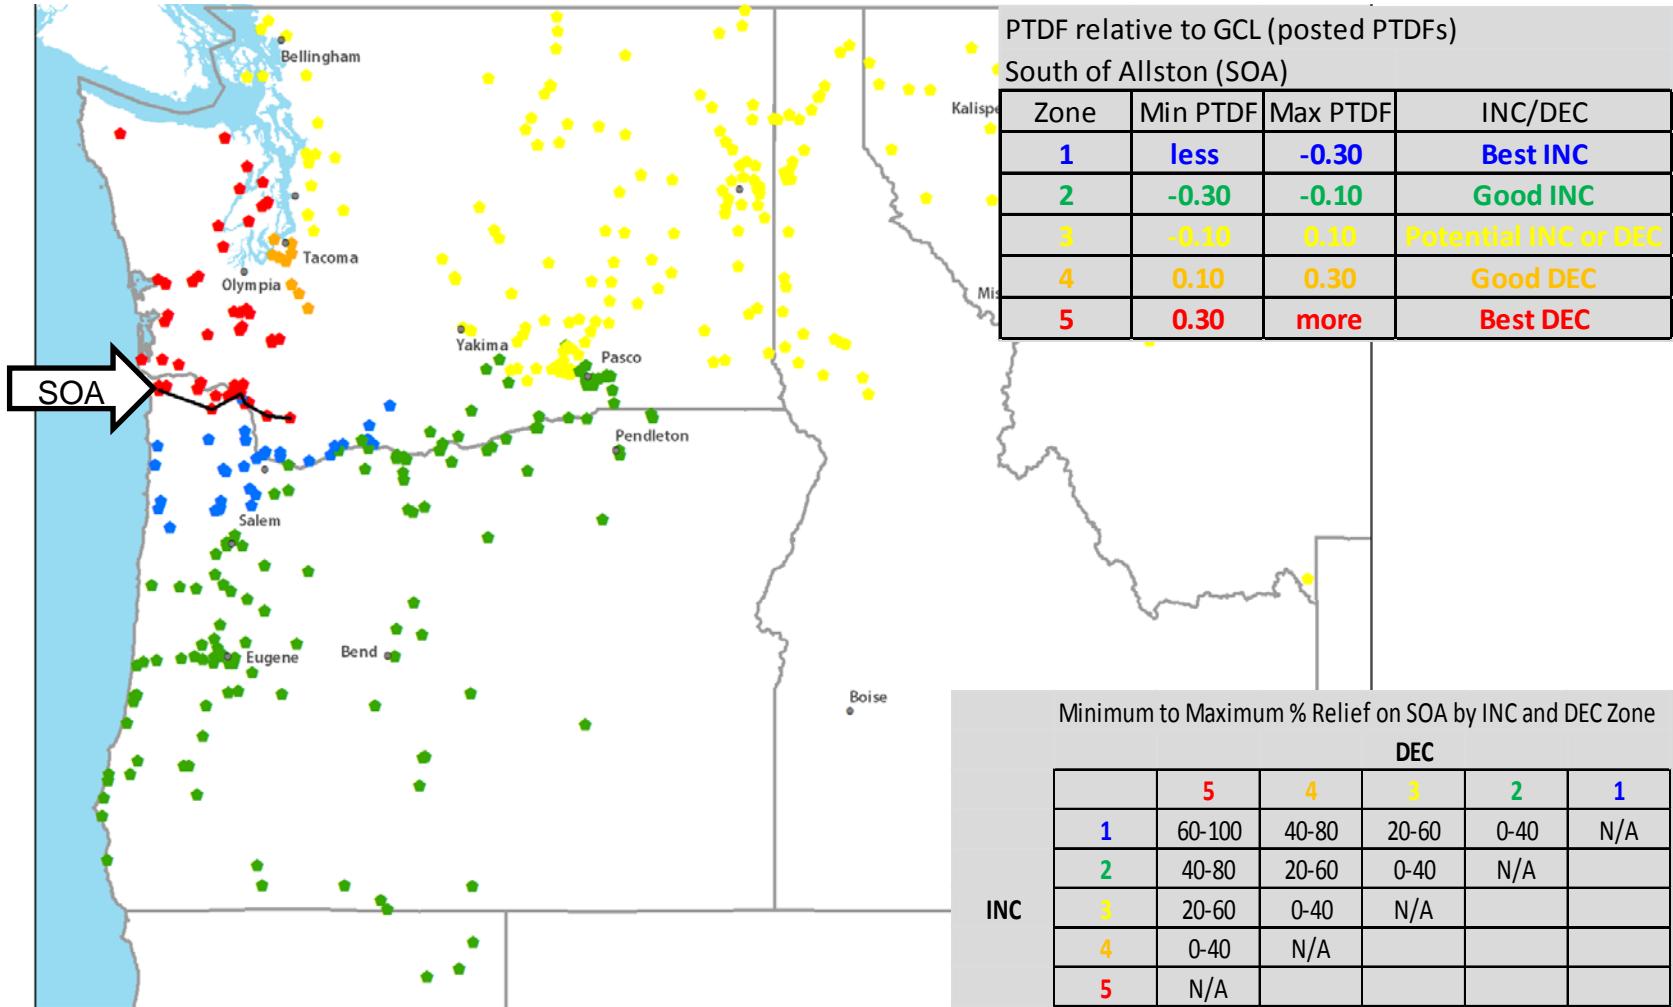 PTDF relative to GCL (posted PTDFs)
South of Allston (SOA)
Zone Min PTDF Max PTDF INC/DEC
1 less -0.30 Best INC
2 -0.30 -0.10 Good INC
3 -0.10 0.10 Potential INC or DEC
4 0.10 0.30 Good DEC
5 0.30 more Best DEC
Bellingham
Kalispe
Tacoma
Olympia
Mis
Yakima
Pasco
SOA
Pendleton
Salem
Eugene
Bend
Boise
Minimum to Maximum % Relief on SOA by INC and DEC Zone
DEC
5 4 3 2 1
1 60-100 40-80 20-60 0-40 N/A
2 40-80 20-60 0-40 N/A
INC 3 20-60 0-40 N/A
4 0-40 N/A
5 N/A